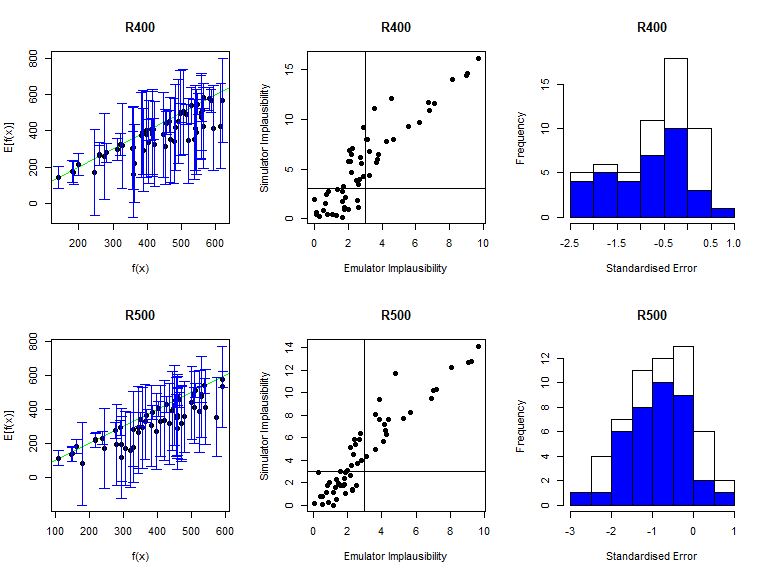 R400
R400
R400
E[f(x)]
0 200 400 600 800
200 300 400 500 600
f(x)
Simulator Implausibility
0 5 10 15
0 2 4 6 8 10
Emulator Implausibility
Frequency
0 5 10
-2.5 -1.5 -0.5 0.5 1.0
Standardised Error
R500
R500
R500
E[f(x)]
0 200 400 600 800
100 200 300 400 500 600
f(x)
Simulator Implausibility
0 2 4 6 8 10 12 14
0 2 4 6 8 10
Emulator Implausibility
Frequency
0 2 4 6 8 10 12
-3 -2 -1 0 1
Standardised Error